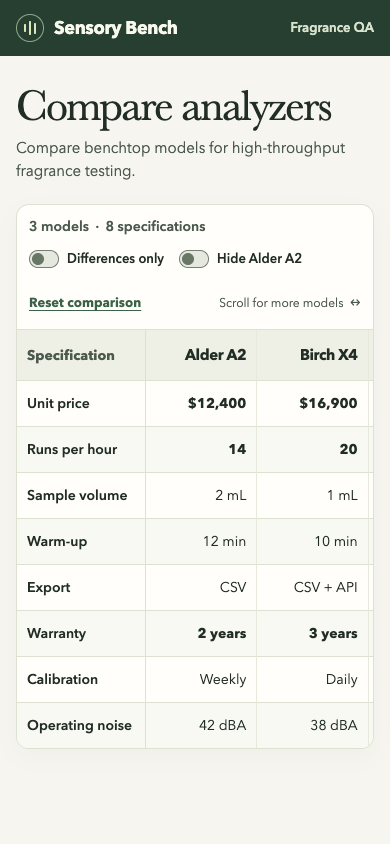 Sensory Bench
Fragrance QA
Compare analyzers
Compare benchtop models for high-throughput
fragrance testing.
3 models · 8 specifications
Differences only
Hide Alder A2
Reset comparison
Scroll for more models ↔
Specification Alder A2 Birch X4
Unit price $12,400 $16,900
Runs per hour 14 20
Sample volume 2 mL 1 mL
Warm-up 12 min 10 min
Export CSV CSV + API
Warranty 2 years 3 years
Calibration Weekly Daily
Operating noise 42 dBA 38 dBA